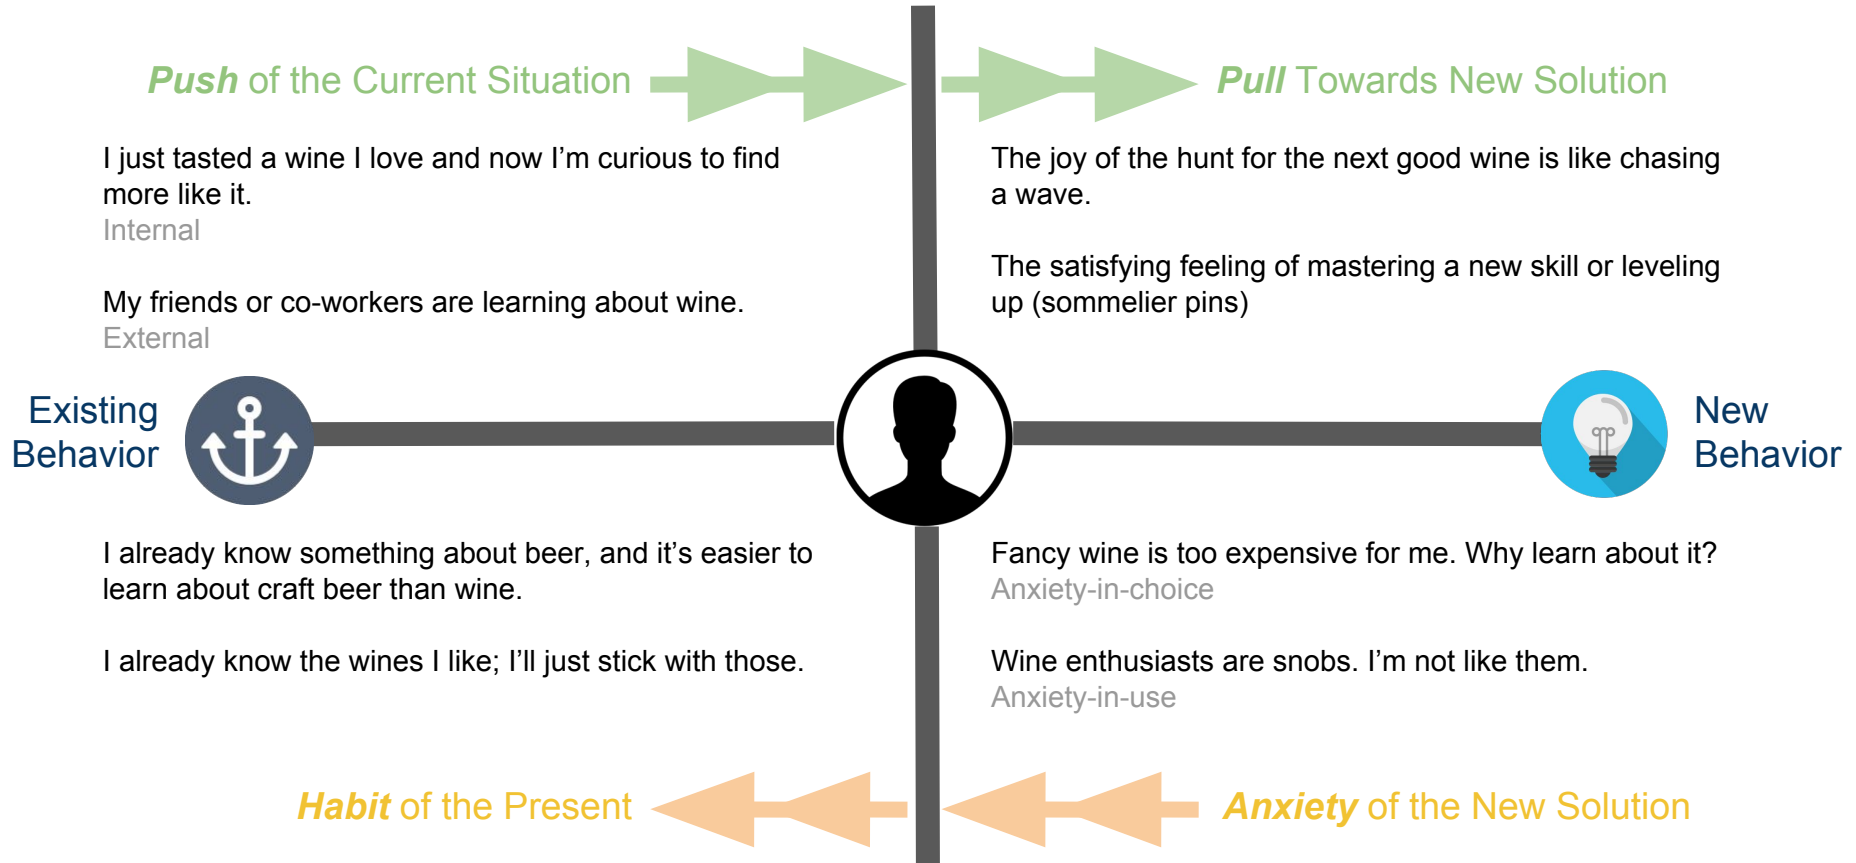 Push of the Current Situation
Pull Towards New Solution
I just tasted a wine I love and now I’m curious to find
more like it.
Internal
My friends or co-workers are learning about wine.
External
The joy of the hunt for the next good wine is like chasing
a wave.
The satisfying feeling of mastering a new skill or leveling
up (sommelier pins)
Existing
Behavior
New
Behavior
I already know something about beer, and it’s easier to
learn about craft beer than wine.
I already know the wines I like; I’ll just stick with those.
Fancy wine is too expensive for me. Why learn about it?
Anxiety-in-choice
Wine enthusiasts are snobs. I’m not like them.
Anxiety-in-use
Habit of the Present
Anxiety of the New Solution